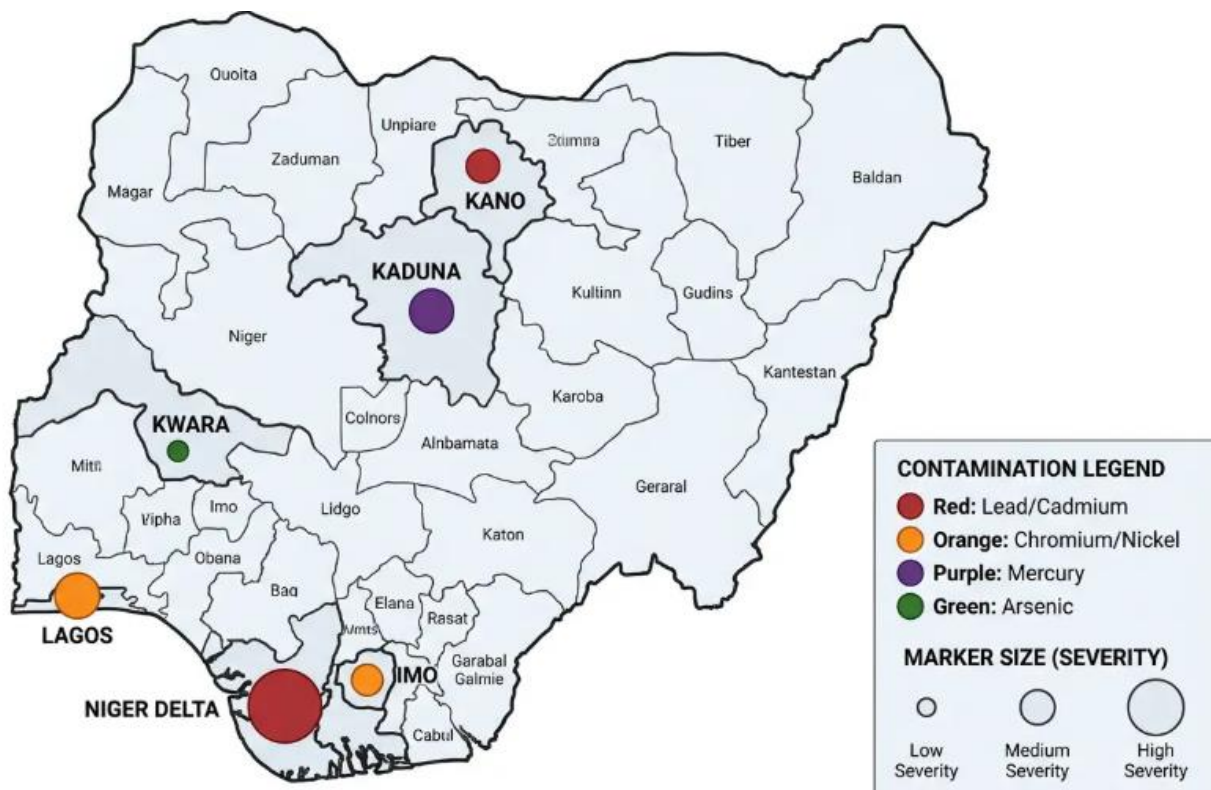 Ouoita
Unpiare
Tiber
Zaduman
Baldan
Magar
KANO
KADUNA
Kultinn
Gudins
Niger
Kantestan
Karoba
Colnors
KWARA
Alnbamata
Geraral
Lidgo
Imo
Katon
Lagos
Obana
Baq
Elana
Rasat
LAGOS
Garabal
Galmie
IMO
NIGER DELTA
Cabul
CONTAMINATION LEGEND
Red: Lead/Cadmium
Orange: Chromium/Nickel
Purple: Mercury
Green: Arsenic
MARKER SIZE (SEVERITY)
Low
Severity
Medium
Severity
High
Severity